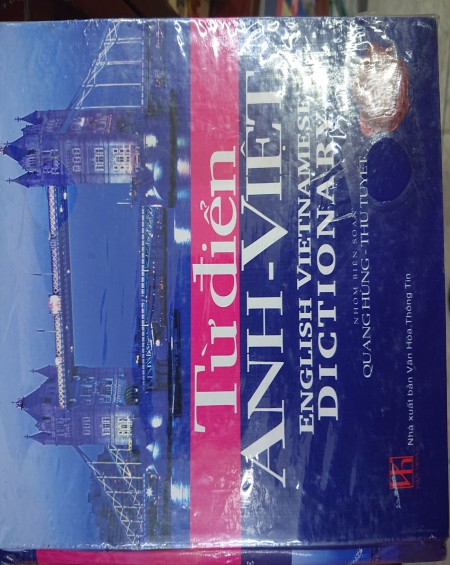 Từ điển
ANH - VIỆT
ENGLISH VIETNAMESE
DICTIONARY
NHÓM BIÊN SOẠN
QUANG HÙNG - THU TUYẾT
Nhà xuất bản Văn Hóa Thông Tin